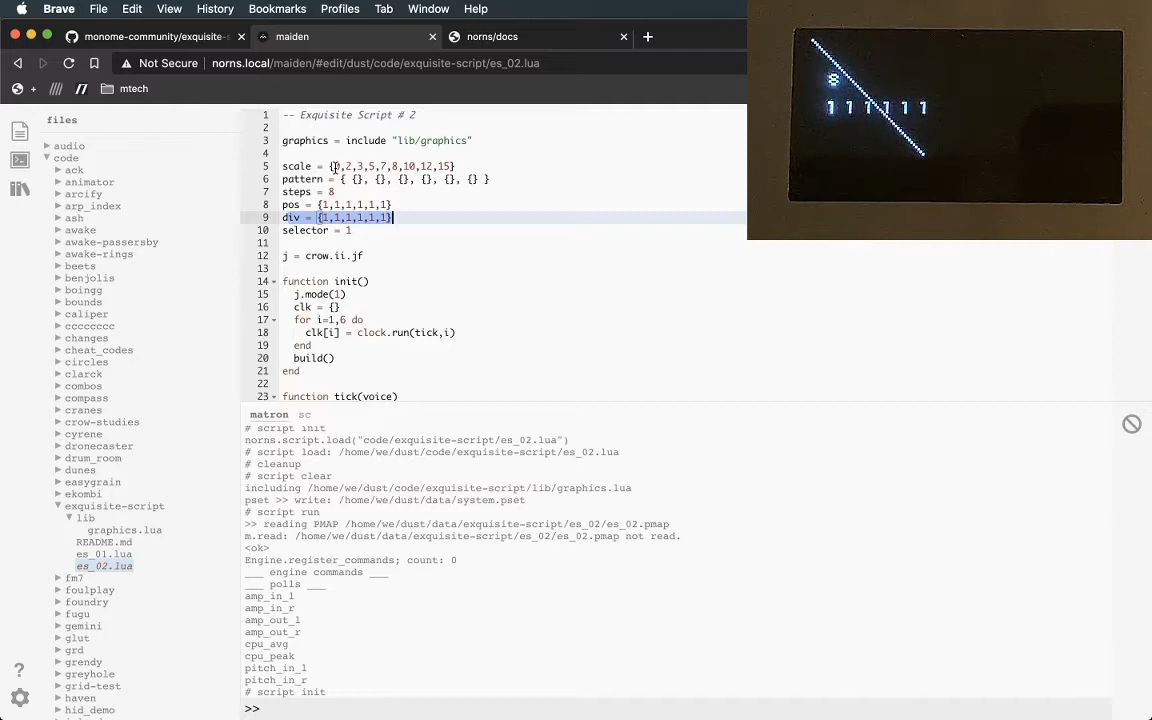 Brave File Edit View History Bookmarks Profiles Tab Window Help
monome-community/exquisite-s
maiden
norns/docs
Not Secure norns.local/maiden/#edit/dust/code/exquisite-script/es_02.lua
mtech
files
audio
code
ack
animator
arcify
arp_index
ash
awake
awake-passersby
awake-rings
beets
benjolis
boingg
bounds
caliper
cccccccc
changes
cheat_codes
circles
clarck
combos
compass
cranes
crow-studies
cyrene
dronecaster
drum_room
dunes
easygrain
ekombi
exquisite-script
lib
graphics.lua
README.md
es_01.lua
es_02.lua
fm7
foulplay
foundry
fugu
gemini
glut
grd
grendy
greyhole
grid-test
haven
hid_demo
1 -- Exquisite Script # 2
2
3 graphics = include "lib/graphics"
4
5 scale = {0,2,3,5,7,8,10,12,15}
6 pattern = { {}, {}, {}, {}, {}, {} }
7 steps = 8
8 pos = {1,1,1,1,1,1}
9 div = {1,1,1,1,1,1}
10 selector = 1
11
12 j = crow.ii.jf
13
14 function init()
15 j.mode(1)
16 clk = {}
17 for i=1,6 do
18 clk[i] = clock.run(tick,i)
19 end
20 build()
21 end
22
23 function tick(voice)
matron sc
# script init
norns.script.load("code/exquisite-script/es_02.lua")
# script load: /home/we/dust/code/exquisite-script/es_02.lua
# cleanup
# script clear
including /home/we/dust/code/exquisite-script/lib/graphics.lua
pset >> write: /home/we/dust/data/system.pset
# script run
>> reading PMAP /home/we/dust/data/exquisite-script/es_02/es_02.pmap
m.read: /home/we/dust/data/exquisite-script/es_02/es_02.pmap not read.
<ok>
Engine.register_commands; count: 0
___ engine commands ___
___ polls ___
amp_in_l
amp_in_r
amp_out_l
amp_out_r
cpu_avg
cpu_peak
pitch_in_l
pitch_in_r
# script init
>>
8
1 1 1 1 1 1